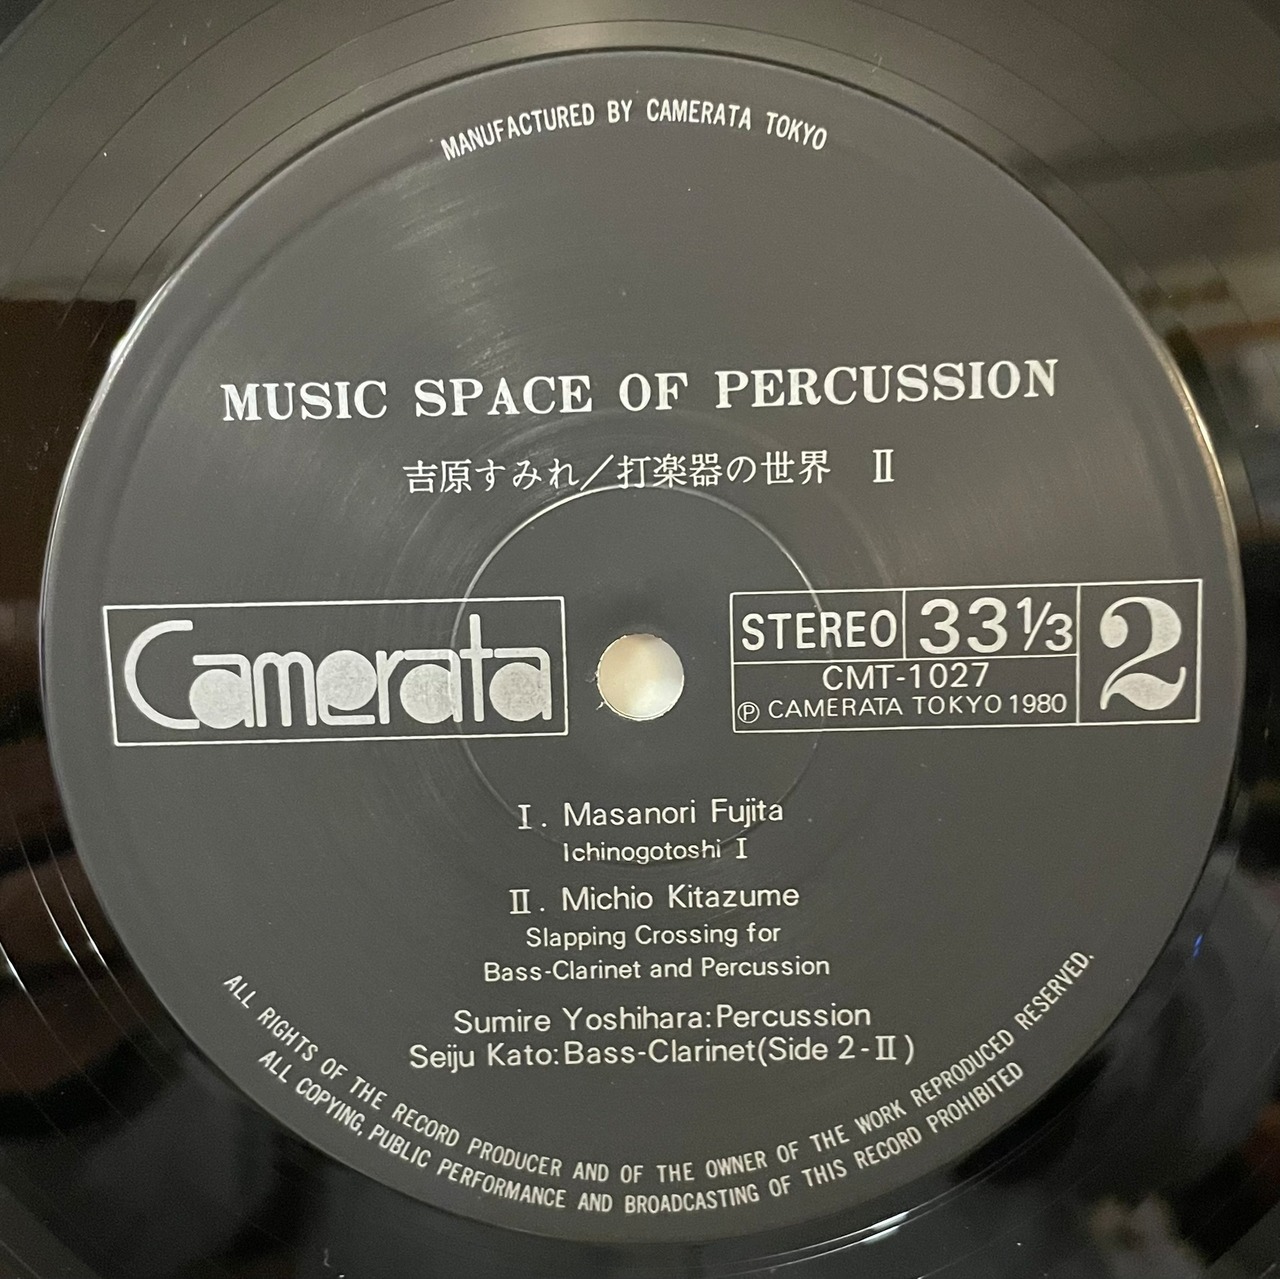 MANUFACTURED BY CAMERATA TOKYO
MUSIC SPACE OF PERCUSSION
吉原すみれ/打楽器の世界 Ⅱ
Camerata
STEREO 33 1/3 2
CMT-1027
Ⓟ CAMERATA TOKYO 1980
Ⅰ. Masanori Fujita
Ichinogotoshi Ⅰ
Ⅱ. Michio Kitazume
Slapping Crossing for
Bass-Clarinet and Percussion
Sumire Yoshihara:Percussion
Seiju Kato:Bass-Clarinet(Side 2-Ⅱ)
ALL RIGHTS OF THE RECORD PRODUCER AND OF THE OWNER OF THE WORK REPRODUCED RESERVED.
ALL COPYING, PUBLIC PERFORMANCE AND BROADCASTING OF THIS RECORD PROHIBITED